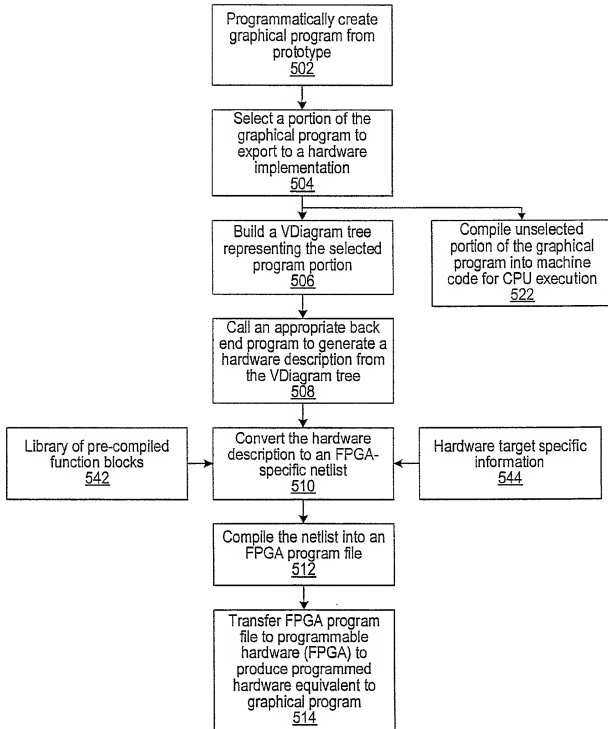 Programmatically create
graphical program from
prototype
502
Select a portion of the
graphical program to
export to a hardware
implementation
504
Build a VDiagram tree
representing the selected
program portion
506
Compile unselected
portion of the graphical
program into machine
code for CPU execution
522
Call an appropriate back
end program to generate a
hardware description from
the VDiagram tree
508
Library of pre-compiled
function blocks
542
Convert the hardware
description to an FPGA-
specific netlist
510
Hardware target specific
information
544
Compile the netlist into an
FPGA program file
512
Transfer FPGA program
file to programmable
hardware (FPGA) to
produce programmed
hardware equivalent to
graphical program
514